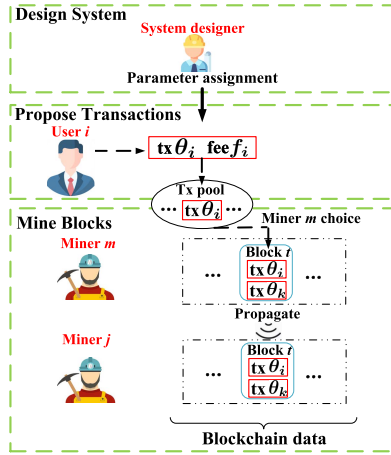 Design System
System designer
Parameter assignment
Propose Transactions
User i
tx θi fee fi
Tx pool
... tx θi ...
Mine Blocks
Miner m choice
Miner m
Block t
... tx θi ...
tx θk
Propagate
Miner j
Block t
... tx θi ...
tx θk
Blockchain data